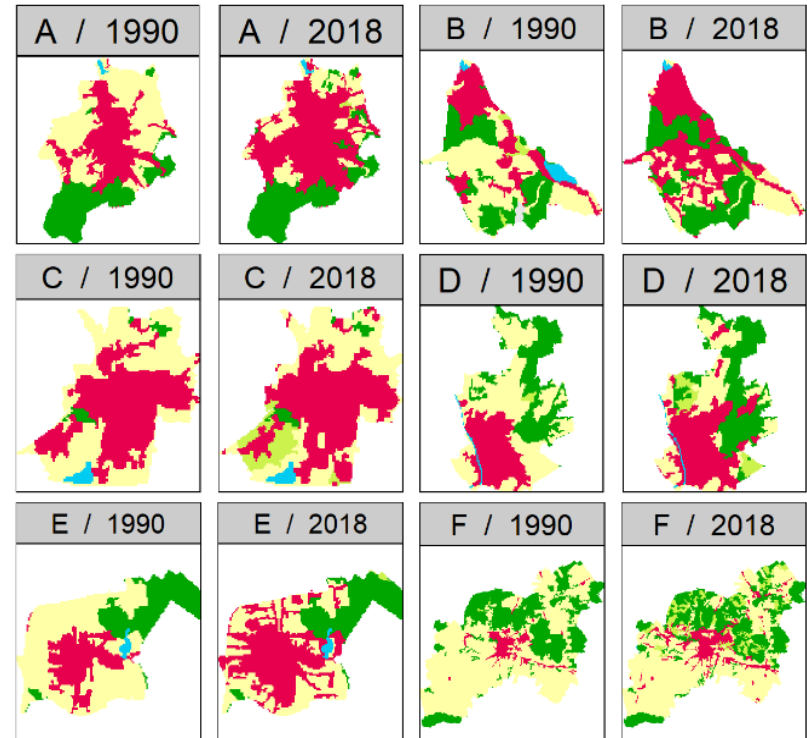 A / 1990
A / 2018
B / 1990
B / 2018
C / 1990
C / 2018
D / 1990
D / 2018
E / 1990
E / 2018
F / 1990
F / 2018